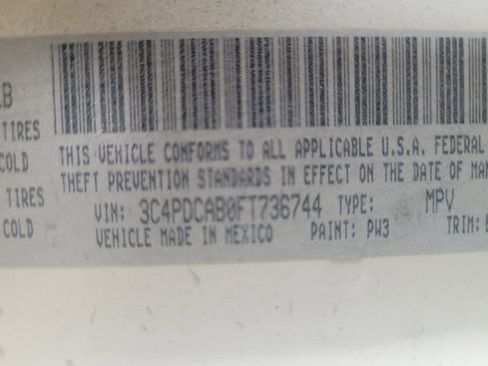 LB
TIRES
COLD
TIRES
COLD
THIS VEHICLE CONFORMS TO ALL APPLICABLE U.S.A. FEDERAL
THEFT PREVENTION STANDARDS IN EFFECT ON THE DATE OF MAN
VIN: 3C4PDCAB0FT736744 TYPE: MPV
VEHICLE MADE IN MEXICO PAINT: PW3 TRIM: